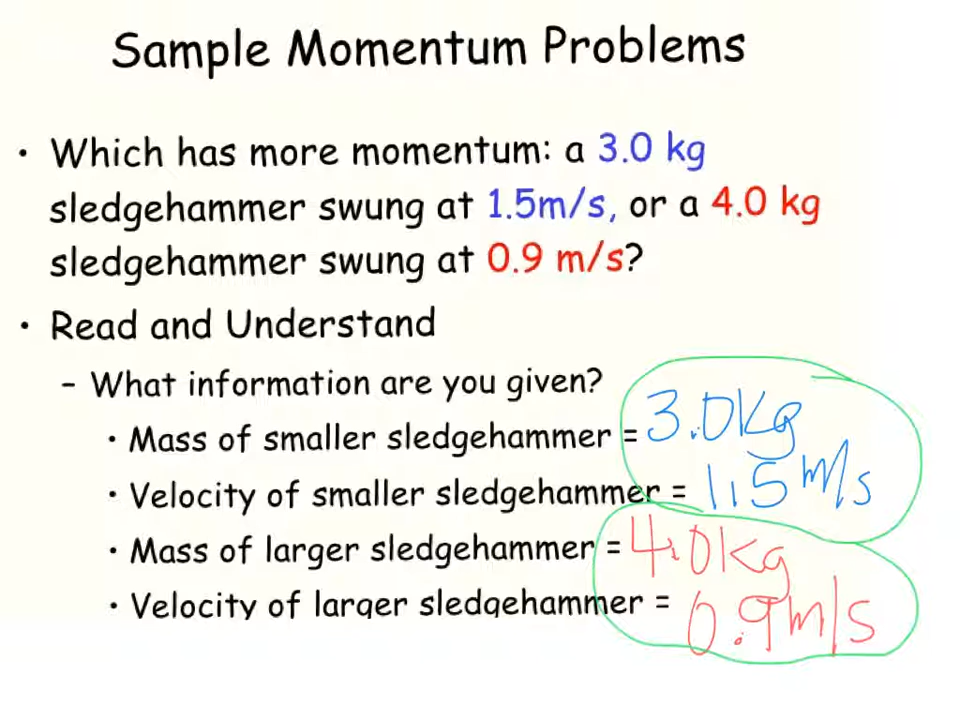 Sample Momentum Problems
• Which has more momentum: a 3.0 kg
sledgehammer swung at 1.5m/s, or a 4.0 kg
sledgehammer swung at 0.9 m/s?
• Read and Understand
– What information are you given?
• Mass of smaller sledgehammer = 3.0kg
• Velocity of smaller sledgehammer = 1.5 m/s
• Mass of larger sledgehammer = 4.0kg
• Velocity of larger sledgehammer = 0.9m/s